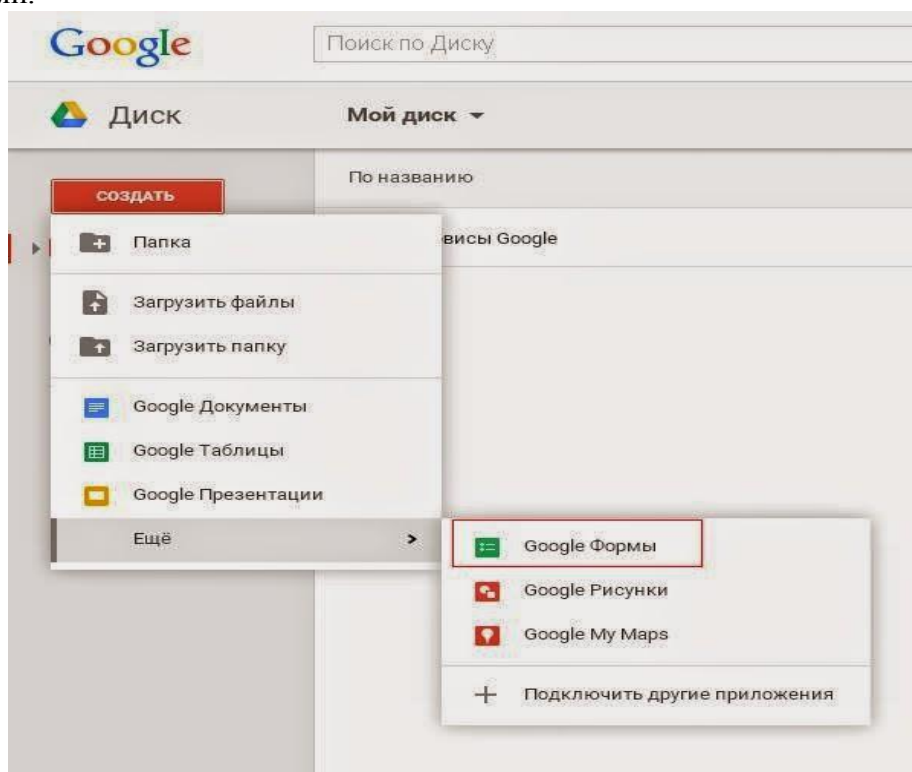 Google
Поиск по Диску
Диск
Мой диск
По названию
СОЗДАТЬ
Папка
висы Google
Загрузить файлы
Загрузить папку
Google Документы
Google Таблицы
Google Презентации
Ещё
Google Формы
Google Рисунки
Google My Maps
Подключить другие приложения